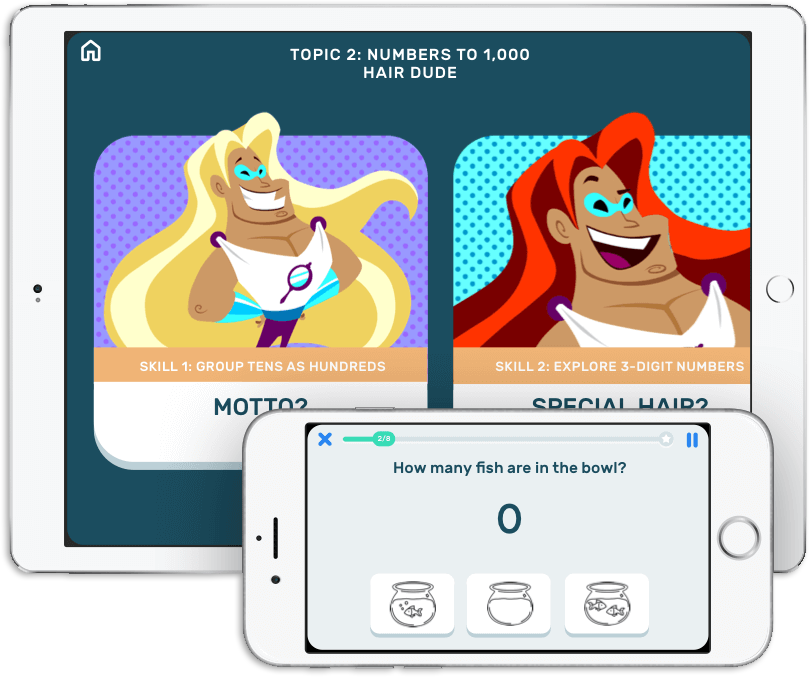 TOPIC 2: NUMBERS TO 1,000
HAIR DUDE
SKILL 1: GROUP TENS AS HUNDREDS
SKILL 2: EXPLORE 3-DIGIT NUMBERS
MOTTO?
SPECIAL HAIR?
2/8
How many fish are in the bowl?
0